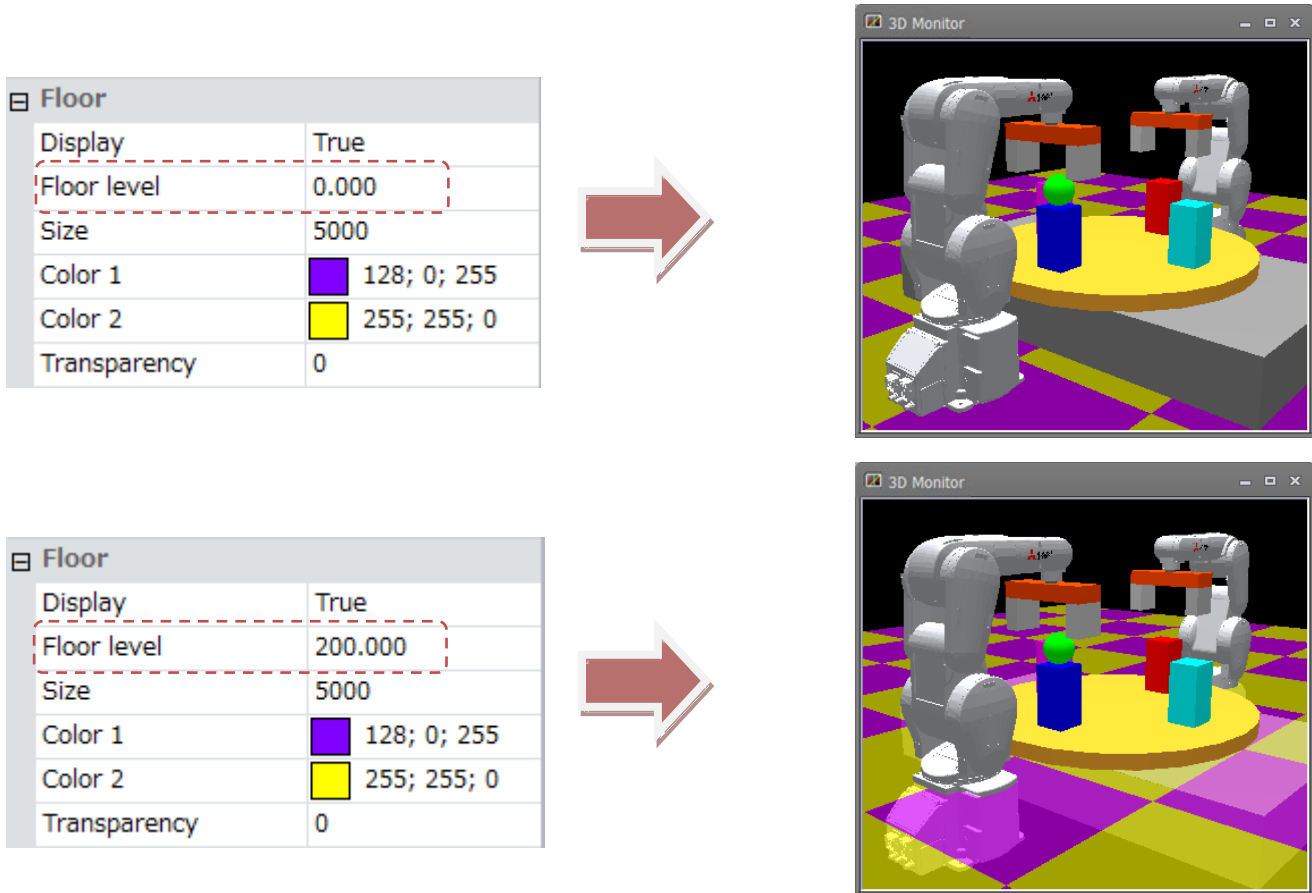 3D Monitor
Floor
Display True
Floor level 0.000
Size 5000
Color 1 128; 0; 255
Color 2 255; 255; 0
Transparency 0
3D Monitor
Floor
Display True
Floor level 200.000
Size 5000
Color 1 128; 0; 255
Color 2 255; 255; 0
Transparency 0